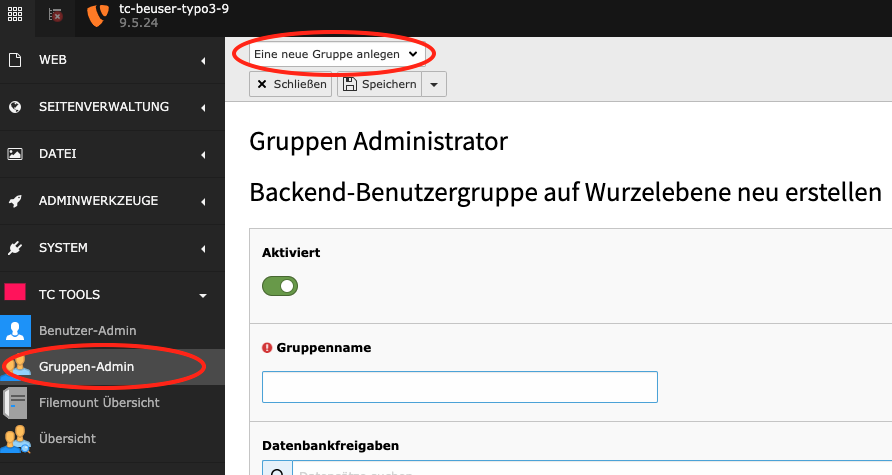 tc-beuser-typo3-9
9.5.24
WEB
SEITENVERWALTUNG
DATEI
ADMINWERKZEUGE
SYSTEM
TC TOOLS
Benutzer-Admin
Gruppen-Admin
Filemount Übersicht
Übersicht
Eine neue Gruppe anlegen
Schließen Speichern
Gruppen Administrator
Backend-Benutzergruppe auf Wurzelebene neu erstellen
Aktiviert
Gruppenname
Datenbankfreigaben
Datensätze suchen